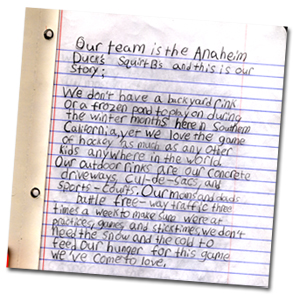 Our team is the Anaheim
Ducks Squirt B's and this is our
Story:
We don't have a backyard rink
or a frozen pond to play on during
the winter months here in Southern
California, yet we love the game
of hockey as much as any other
kids anywhere in the world.
Our outdoor rinks are our concrete
driveways, cul-de-sacs, and
sports-courts. Our moms and dads
battle free-way traffic three
times a week to make sure were at
practices, games, and sticktimes. we don't
need the snow and the cold to
feed our hunger for this game
we've come to love.